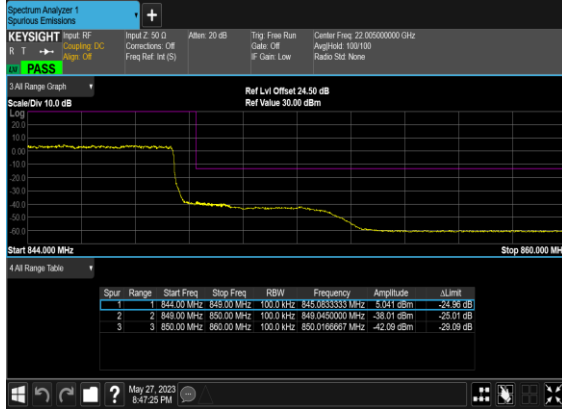 Spectrum Analyzer 1
Spurious Emissions
+
KEYSIGHT Input: RF Input Z: 50 Ω Atten: 20 dB Trig: Free Run Center Freq: 22.005000000 GHz
R T Coupling: DC Corrections: Off Gate: Off Avg|Hold: 100/100
Align: Off Freq Ref: Int (S) IF Gain: Low Radio Std: None
PASS
3 All Range Graph Ref Lvl Offset 24.50 dB
Scale/Div 10.0 dB Ref Value 30.00 dBm
Log
20.0
10.0
0.00
-10.0
-20.0
-30.0
-40.0
-50.0
-60.0
Start 844.000 MHz Stop 860.000 MHz
4 All Range Table
Spur Range Start Freq Stop Freq RBW Frequency Amplitude ΔLimit
1 1 844.00 MHz 849.00 MHz 100.0 kHz 845.0833333 MHz 5.041 dBm -24.96 dB
2 2 849.00 MHz 850.00 MHz 100.0 kHz 849.0450000 MHz -38.01 dBm -25.01 dB
3 3 850.00 MHz 860.00 MHz 100.0 kHz 850.0166667 MHz -42.09 dBm -29.09 dB
? May 27, 2023
8:47:25 PM